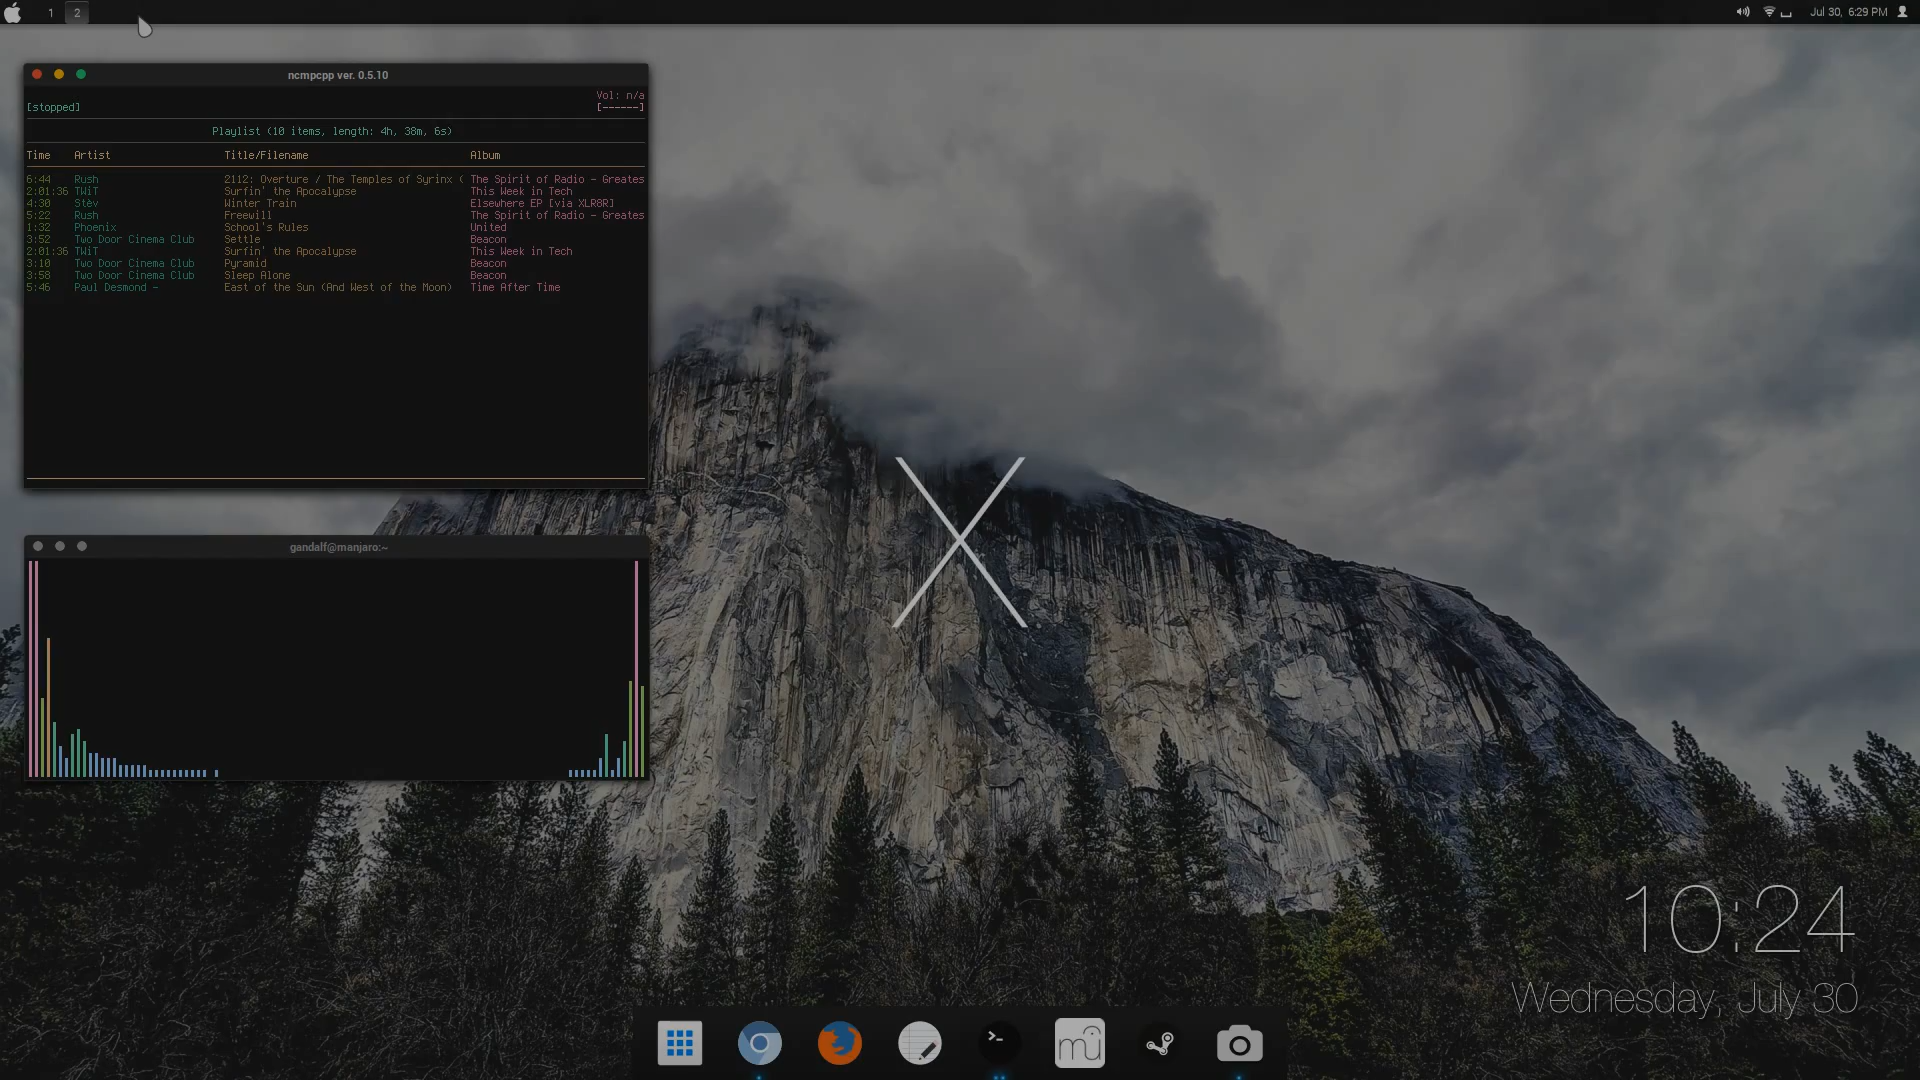 1 2 Jul 30, 6:29 PM
ncmpcpp ver. 0.5.10
Vol: n/a
[stopped] [------]
Playlist (10 items, length: 4h, 38m, 6s)
Time Artist Title/Filename Album
6:44 Rush 2112: Overture / The Temples of Syrinx ( The Spirit of Radio - Greates
2:01:36 TWiT Surfin' the Apocalypse This Week in Tech
4:30 Stèv Winter Train Elsewhere EP [via XLR8R]
5:22 Rush Freewill The Spirit of Radio - Greates
1:32 Phoenix School's Rules United
3:52 Two Door Cinema Club Settle Beacon
2:01:36 TWiT Surfin' the Apocalypse This Week in Tech
3:10 Two Door Cinema Club Pyramid Beacon
3:58 Two Door Cinema Club Sleep Alone Beacon
5:46 Paul Desmond - East of the Sun (And West of the Moon) Time After Time
gandalf@manjaro:~
X
10:24
Wednesday, July 30
>_
mú